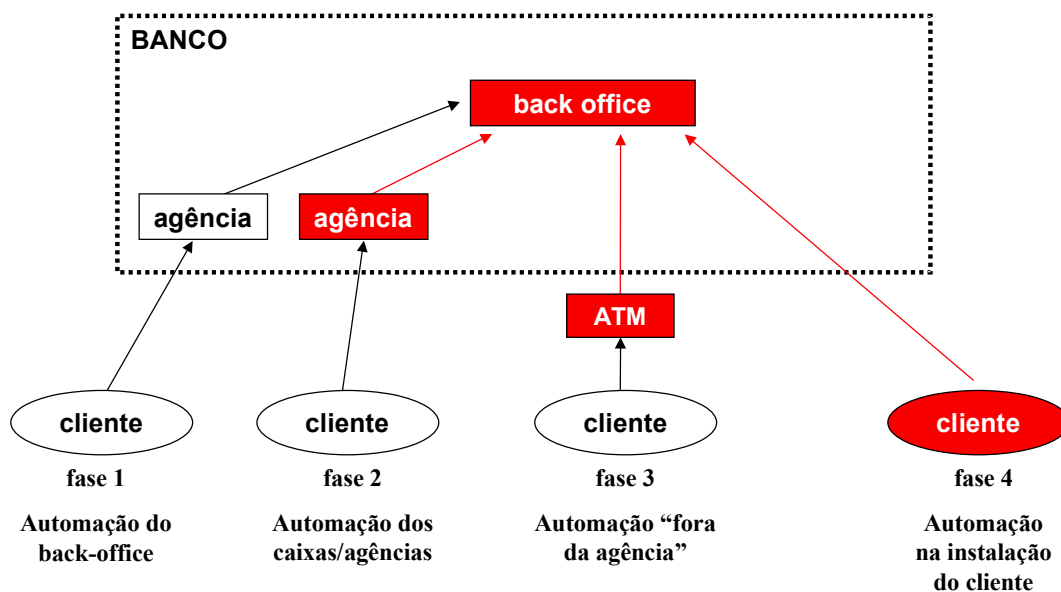 BANCO
back office
agência
agência
ATM
cliente
cliente
cliente
cliente
fase 1
fase 2
fase 3
fase 4
Automação do
back-office
Automação dos
caixas/agências
Automação “fora
da agência”
Automação
na instalação
do cliente